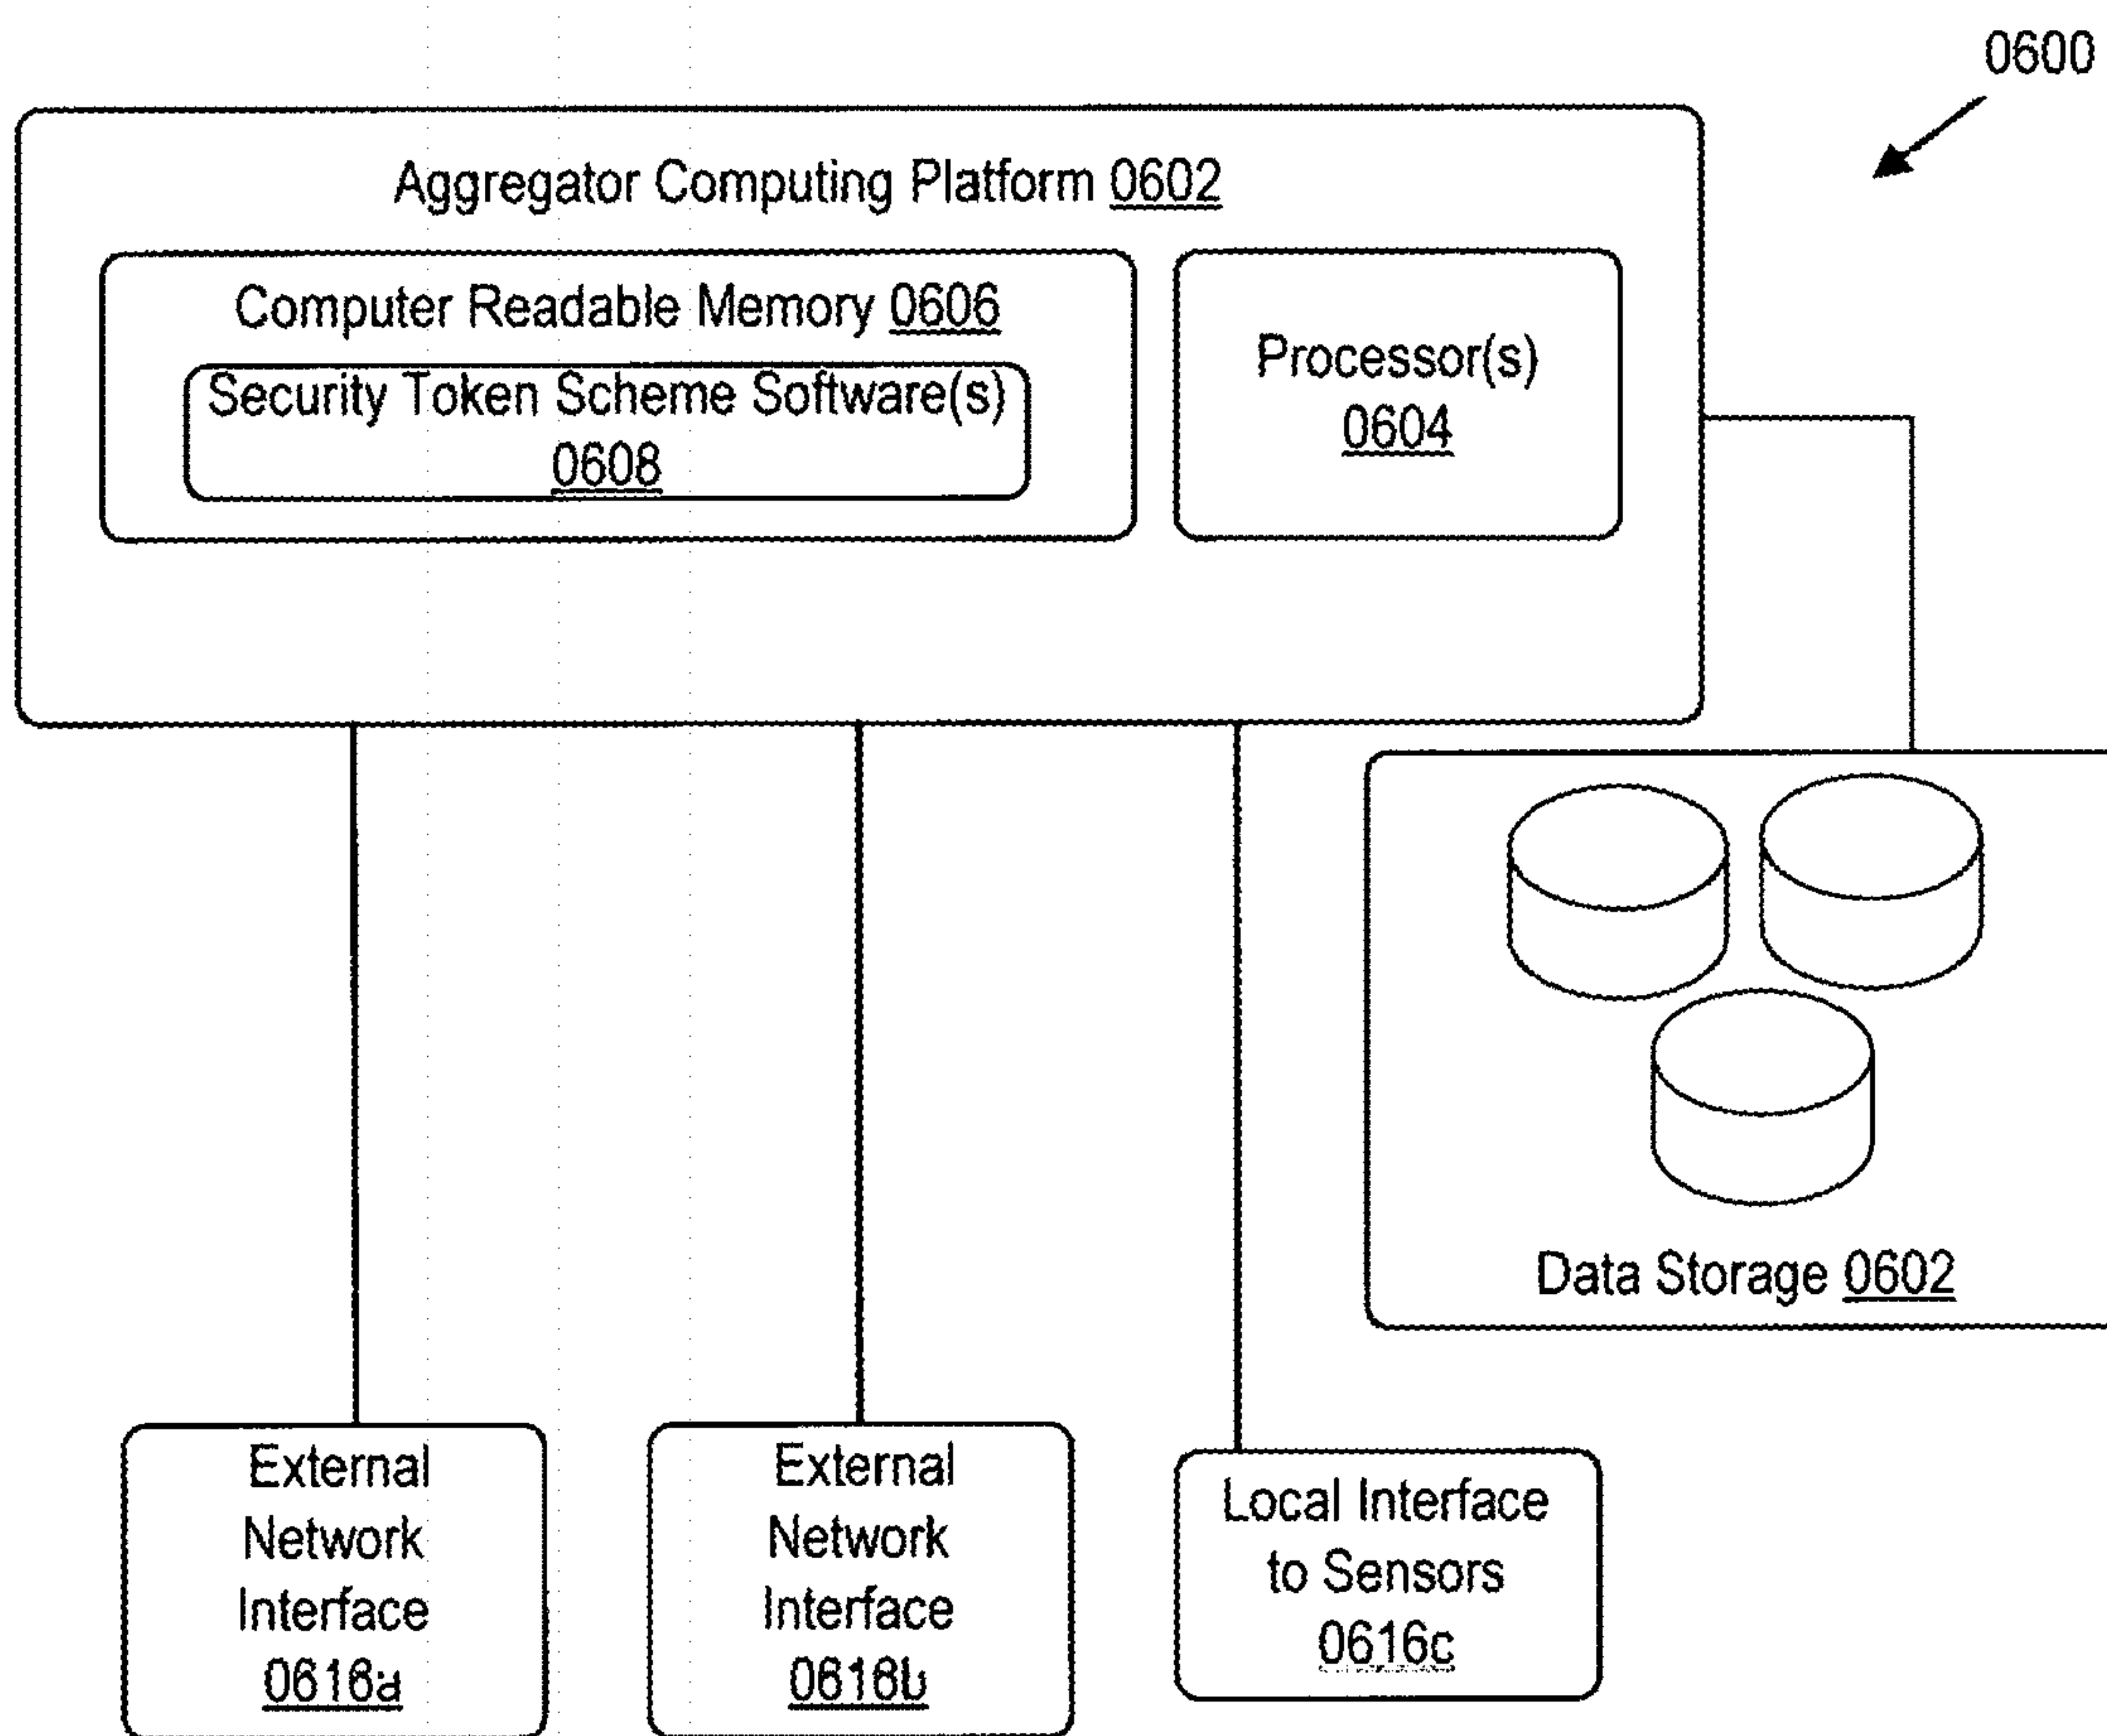 0600
Aggregator Computing Platform 0602
Computer Readable Memory 0606
Security Token Scheme Software(s)
0608
Processor(s)
0604
Data Storage 0602
External
Network
Interface
0616a
External
Network
Interface
0616b
Local Interface
to Sensors
0616c